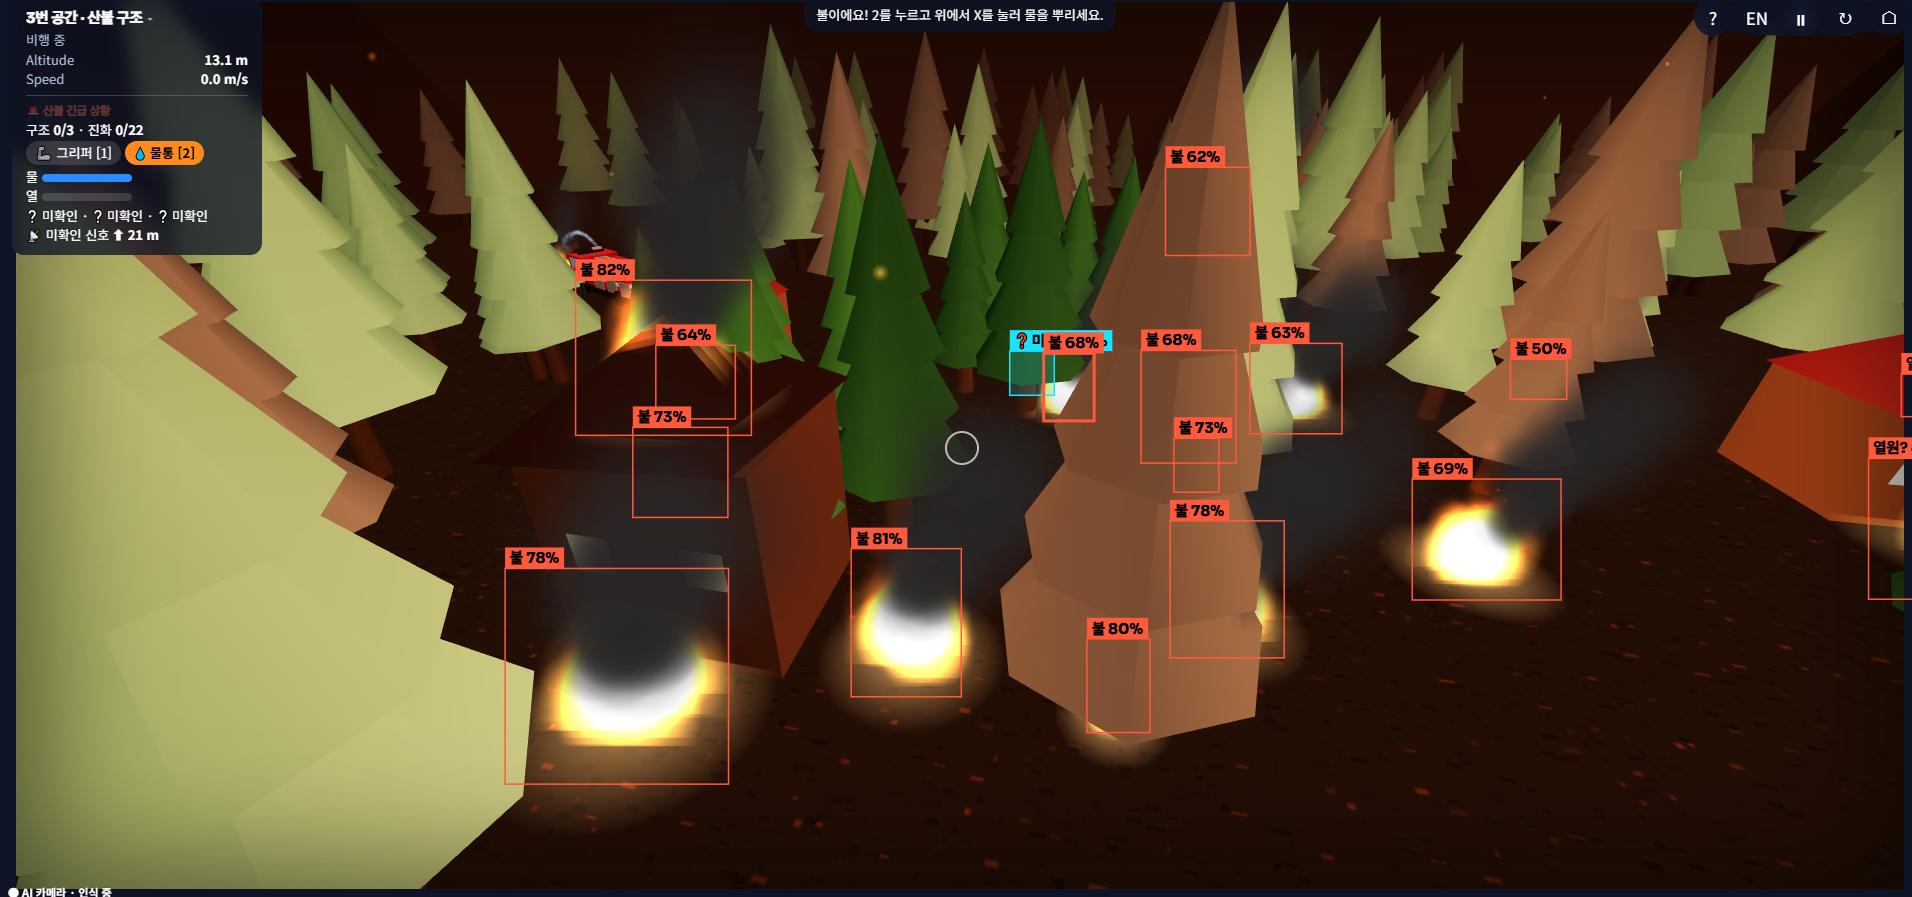 3번 공간 · 산불 구조
비행 중
Altitude 13.1 m
Speed 0.0 m/s
산불 긴급 상황
구조 0/3 · 진화 0/22
그리퍼 [1] 물통 [2]
물
열
? 미확인 · ? 미확인 · ? 미확인
미확인 신호 ⬆ 21 m
불이에요! 2를 누르고 위에서 X를 눌러 물을 뿌리세요.
? EN
불 62%
불 82%
불 64%
불 73%
? 미
불 68%
불 68%
불 63%
불 50%
불 73%
불 69%
불 78%
불 78%
불 81%
불 80%
열원?
AI 카메라 · 인식 중